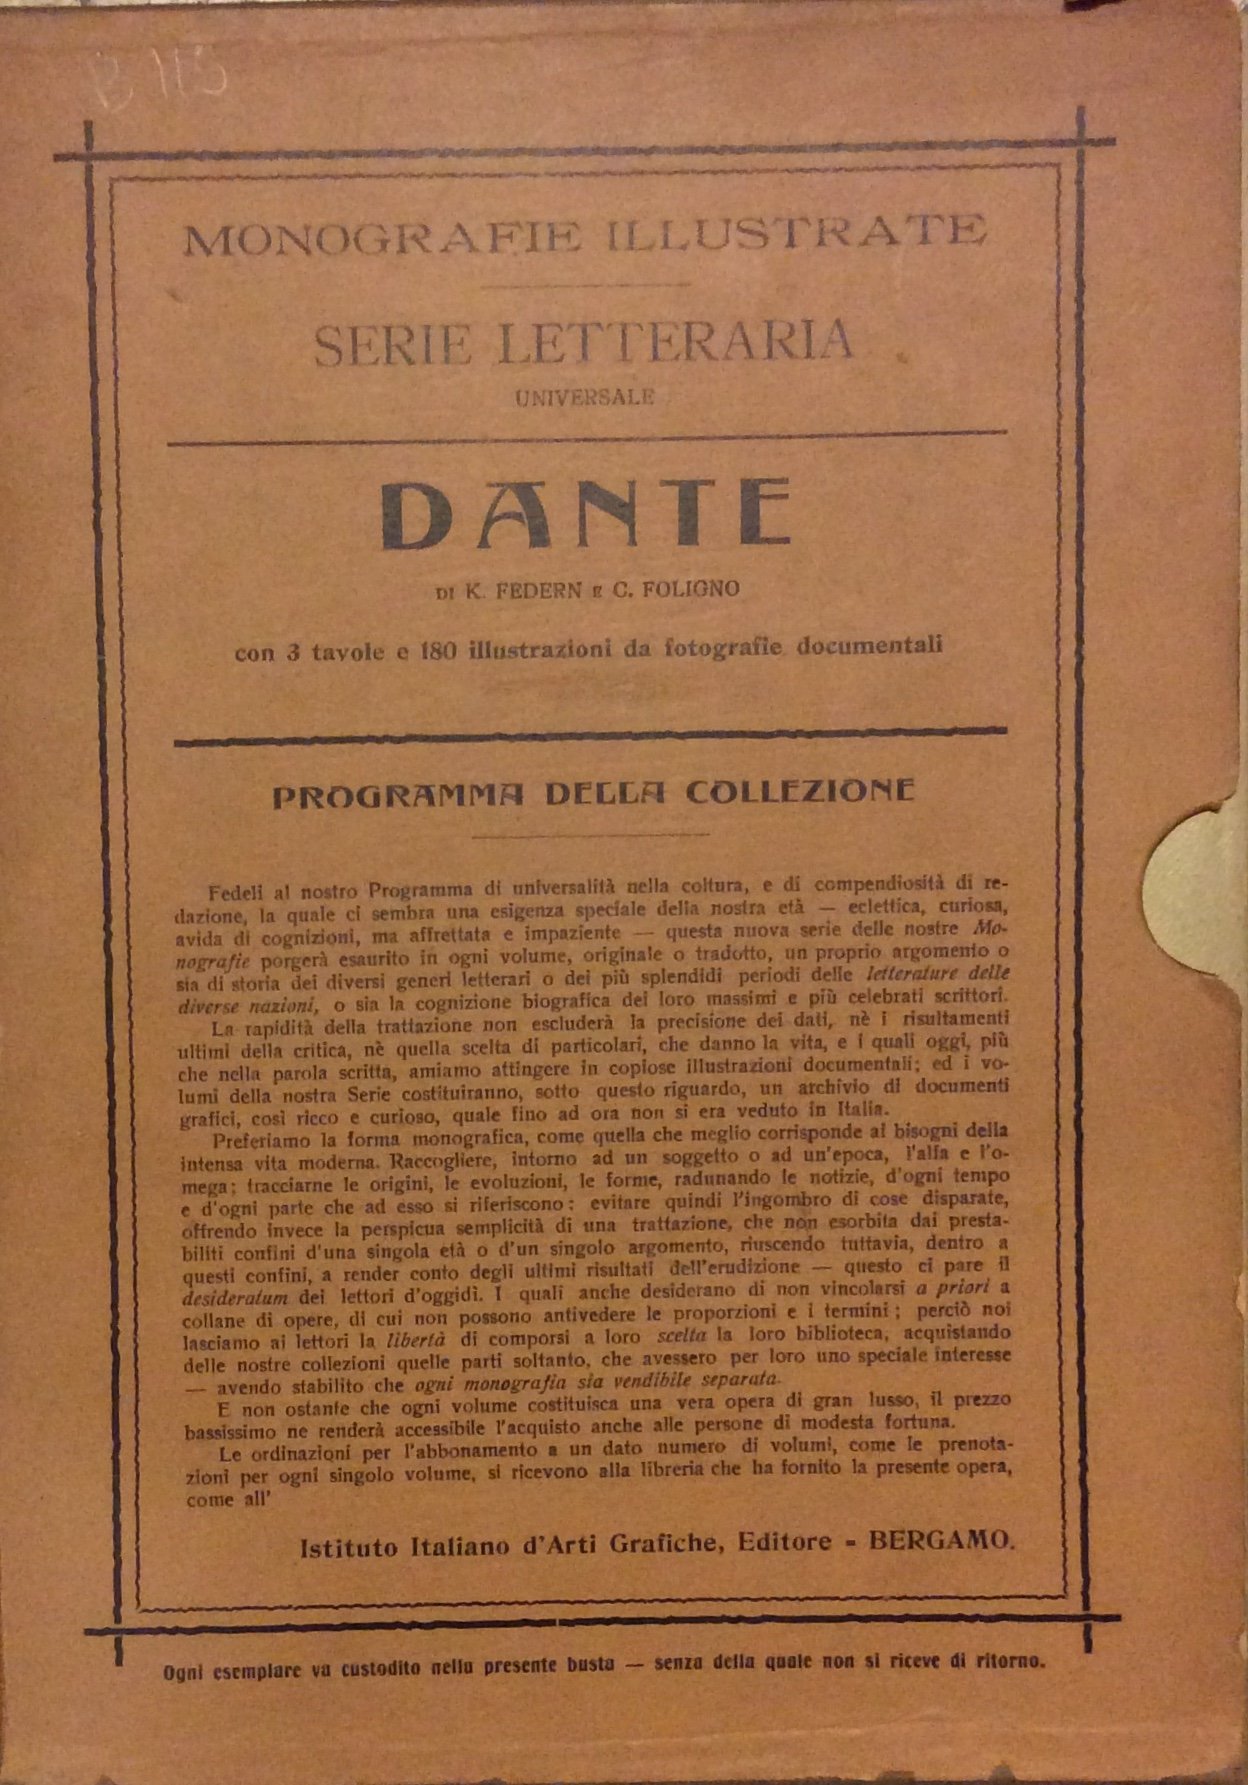 B 113
MONOGRAFIE ILLUSTRATE
SERIE LETTERARIA
UNIVERSALE
DANTE
DI K. FEDERN E C. FOLIGNO
con 3 tavole e 180 illustrazioni da fotografie documentali
PROGRAMMA DELLA COLLEZIONE
Fedeli al nostro Programma di universalità nella coltura, e di compendiosità di re-
dazione, la quale ci sembra una esigenza speciale della nostra età — eclettica, curiosa,
avida di cognizioni, ma affrettata e impaziente — questa nuova serie delle nostre Mo-
nografie porgerà esaurito in ogni volume, originale o tradotto, un proprio argomento o
sia di storia dei diversi generi letterari o dei più splendidi periodi delle letterature delle
diverse nazioni, o sia la cognizione biografica dei loro massimi e più celebrati scrittori.
La rapidità della trattazione non escluderà la precisione dei dati, nè i risultamenti
ultimi della critica, nè quella scelta di particolari, che danno la vita, e i quali oggi, più
che nella parola scritta, amiamo attingere in copiose illustrazioni documentali; ed i vo-
lumi della nostra Serie costituiranno, sotto questo riguardo, un archivio di documenti
grafici, così ricco e curioso, quale fino ad ora non si era veduto in Italia.
Preferiamo la forma monografica, come quella che meglio corrisponde ai bisogni della
intensa vita moderna. Raccogliere, intorno ad un soggetto o ad un'epoca, l'alfa e l'o-
mega; tracciarne le origini, le evoluzioni, le forme, radunando le notizie, d'ogni tempo
e d'ogni parte che ad esso si riferiscono: evitare quindi l'ingombro di cose disparate,
offrendo invece la perspicua semplicità di una trattazione, che non esorbita dai presta-
biliti confini d'una singola età o d'un singolo argomento, riuscendo tuttavia, dentro a
questi confini, a render conto degli ultimi risultati dell'erudizione — questo ci pare il
desideratum dei lettori d'oggidì. I quali anche desiderano di non vincolarsi a priori a
collane di opere, di cui non possono antivedere le proporzioni e i termini; perciò noi
lasciamo ai lettori la libertà di comporsi a loro scelta la loro biblioteca, acquistando
delle nostre collezioni quelle parti soltanto, che avessero per loro uno speciale interesse
— avendo stabilito che ogni monografia sia vendibile separata.
E non ostante che ogni volume costituisca una vera opera di gran lusso, il prezzo
bassissimo ne renderà accessibile l'acquisto anche alle persone di modesta fortuna.
Le ordinazioni per l'abbonamento a un dato numero di volumi, come le prenota-
zioni per ogni singolo volume, si ricevono alla libreria che ha fornito la presente opera,
come all'
Istituto Italiano d'Arti Grafiche, Editore - BERGAMO.
Ogni esemplare va custodito nella presente busta — senza della quale non si riceve di ritorno.